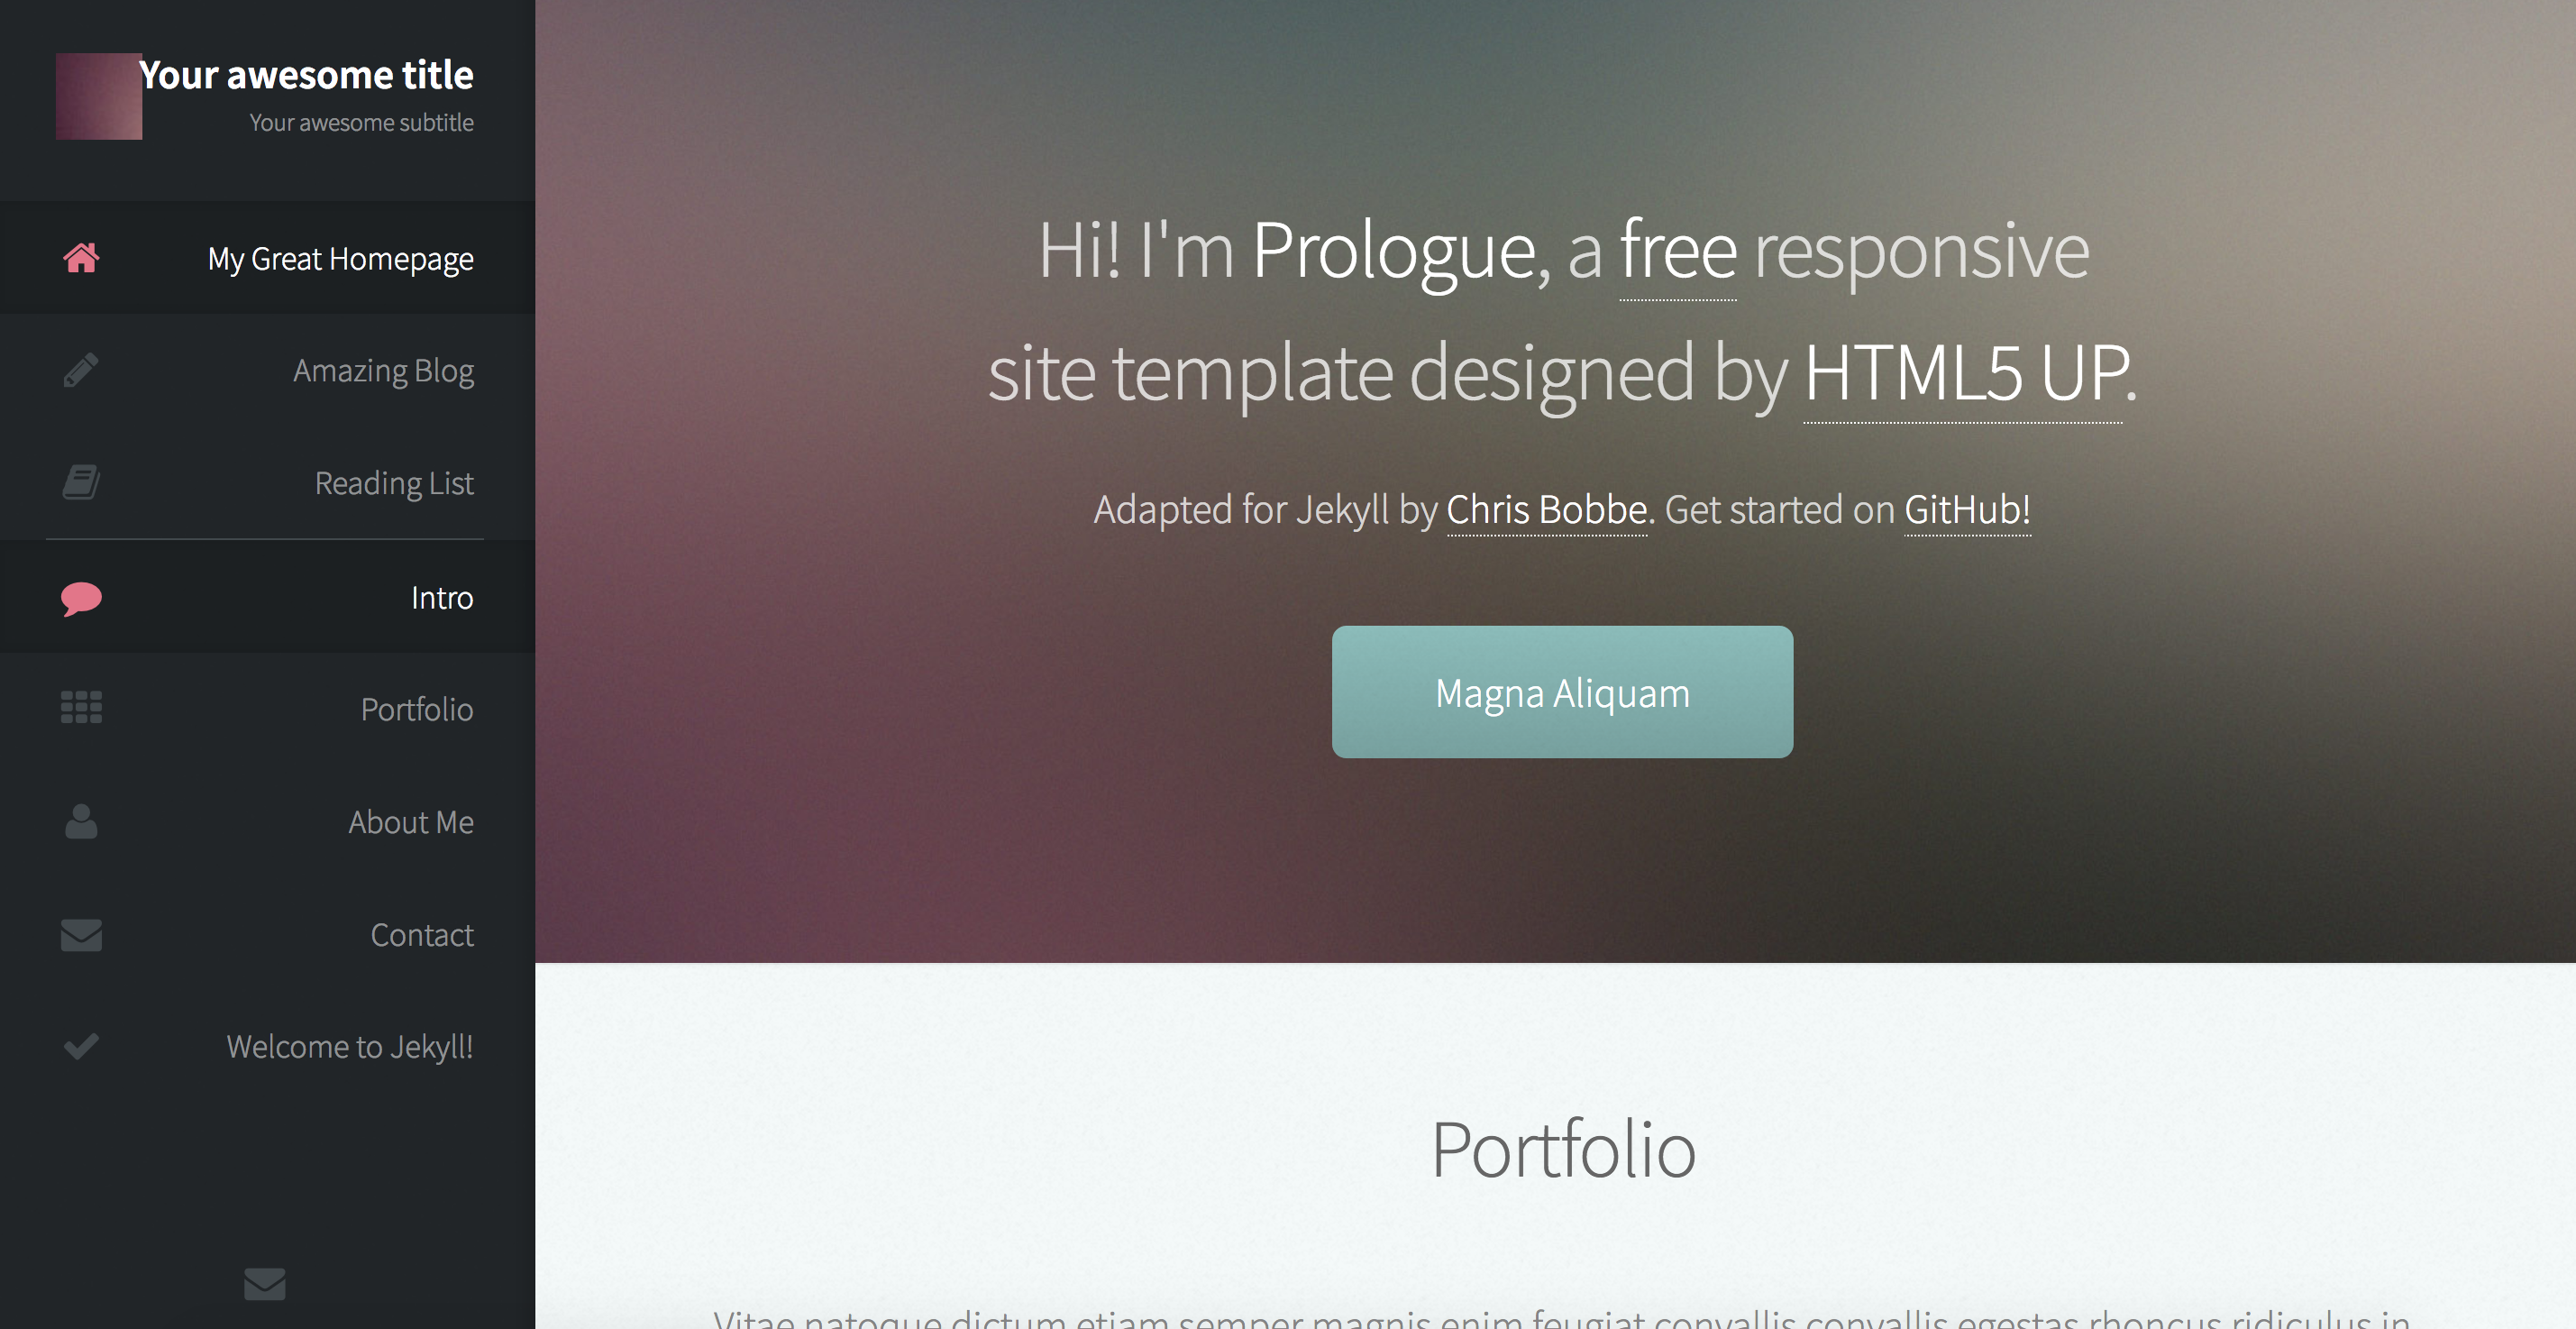 Your awesome title
Your awesome subtitle
My Great Homepage
Amazing Blog
Reading List
Intro
Portfolio
About Me
Contact
Welcome to Jekyll!
Hi! I'm Prologue, a free responsive
site template designed by HTML5 UP.
Adapted for Jekyll by Chris Bobbe. Get started on GitHub!
Magna Aliquam
Portfolio
Vitae natoque dictum etiam semper magnis enim feugiat convallis convallis egestas rhoncus ridiculus in